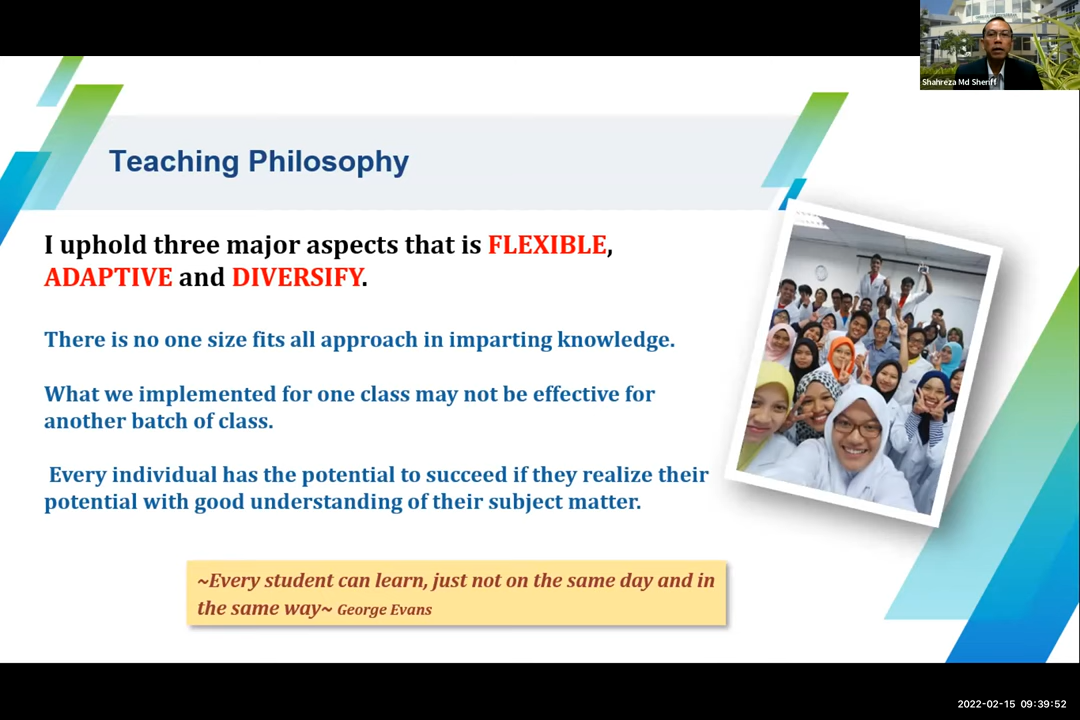 Shahreza Md Sheriff
Teaching Philosophy
I uphold three major aspects that is FLEXIBLE,
ADAPTIVE and DIVERSIFY.
There is no one size fits all approach in imparting knowledge.
What we implemented for one class may not be effective for
another batch of class.
Every individual has the potential to succeed if they realize their
potential with good understanding of their subject matter.
~Every student can learn, just not on the same day and in
the same way~ George Evans
2022-02-15 09:39:52